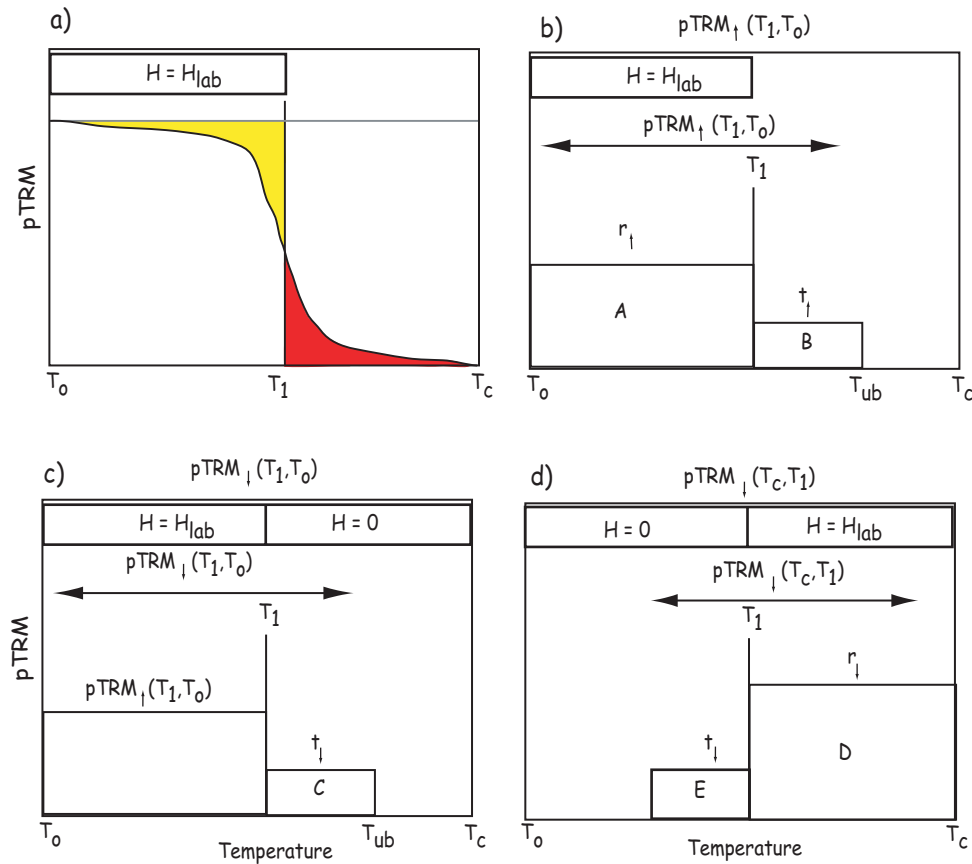 a)
H = Hlab
pTRM
To
T1
Tc
b)
pTRM↑(T1,To)
H = Hlab
pTRM↑(T1,To)
T1
r↑
A
t↑
B
To
Tub
Tc
c)
pTRM↓(T1,To)
H = Hlab
H = 0
pTRM↓(T1,To)
T1
pTRM
pTRM↑(T1,To)
t↓
C
To
Temperature
Tub
Tc
d)
pTRM↓(Tc,T1)
H = 0
H = Hlab
pTRM↓(Tc,T1)
T1
r↓
t↓
E
D
To
Temperature
Tc